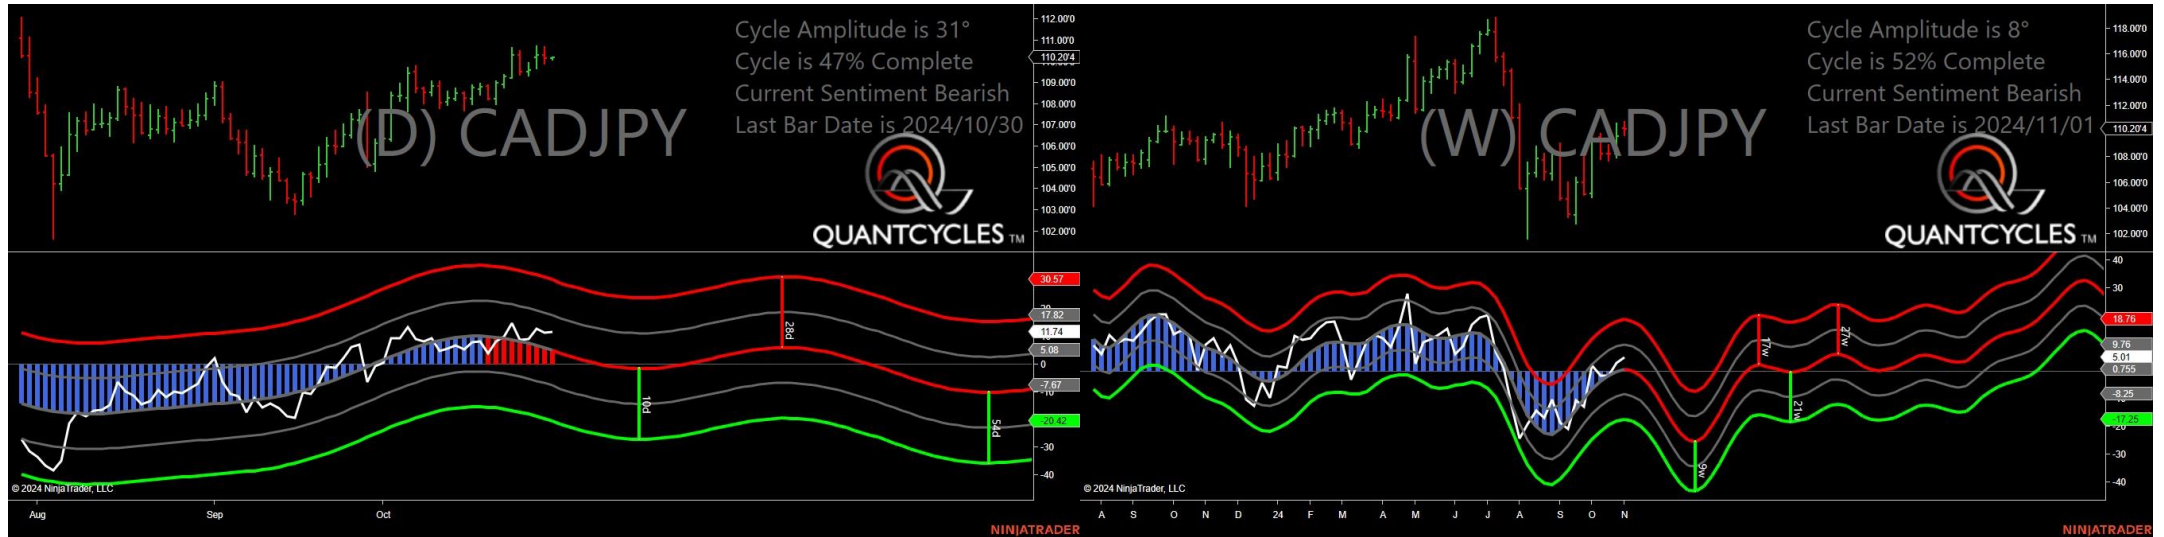 Cycle Amplitude is 31°
Cycle is 47% Complete
Current Sentiment Bearish
Last Bar Date is 2024/10/30
(D) CADJPY
QUANTCYCLES TM
112.00'0
111.00'0
110.20'4
109.00'0
108.00'0
107.00'0
106.00'0
105.00'0
104.00'0
103.00'0
102.00'0
30.57
17.82
11.74
5.08
0
-7.67
-20.42
-30
-40
28d
10d
54d
© 2024 NinjaTrader, LLC
Aug
Sep
Oct
NINJATRADER
Cycle Amplitude is 8°
Cycle is 52% Complete
Current Sentiment Bearish
Last Bar Date is 2024/11/01
(W) CADJPY
QUANTCYCLES TM
118.00'0
116.00'0
114.00'0
112.00'0
110.20'4
108.00'0
106.00'0
104.00'0
102.00'0
40
30
18.76
9.76
5.01
0.755
-8.25
-17.25
-20
-30
-40
17w
27w
21w
9w
© 2024 NinjaTrader, LLC
A S O N D 24 F M A M J J A S O N
NINJATRADER